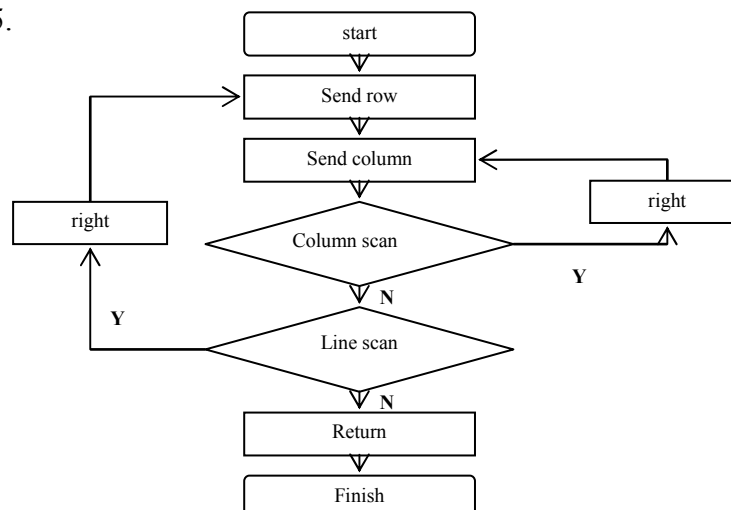 5.
start
Send row
Send column
right
right
Column scan
Y
N
Y
Line scan
N
Return
Finish